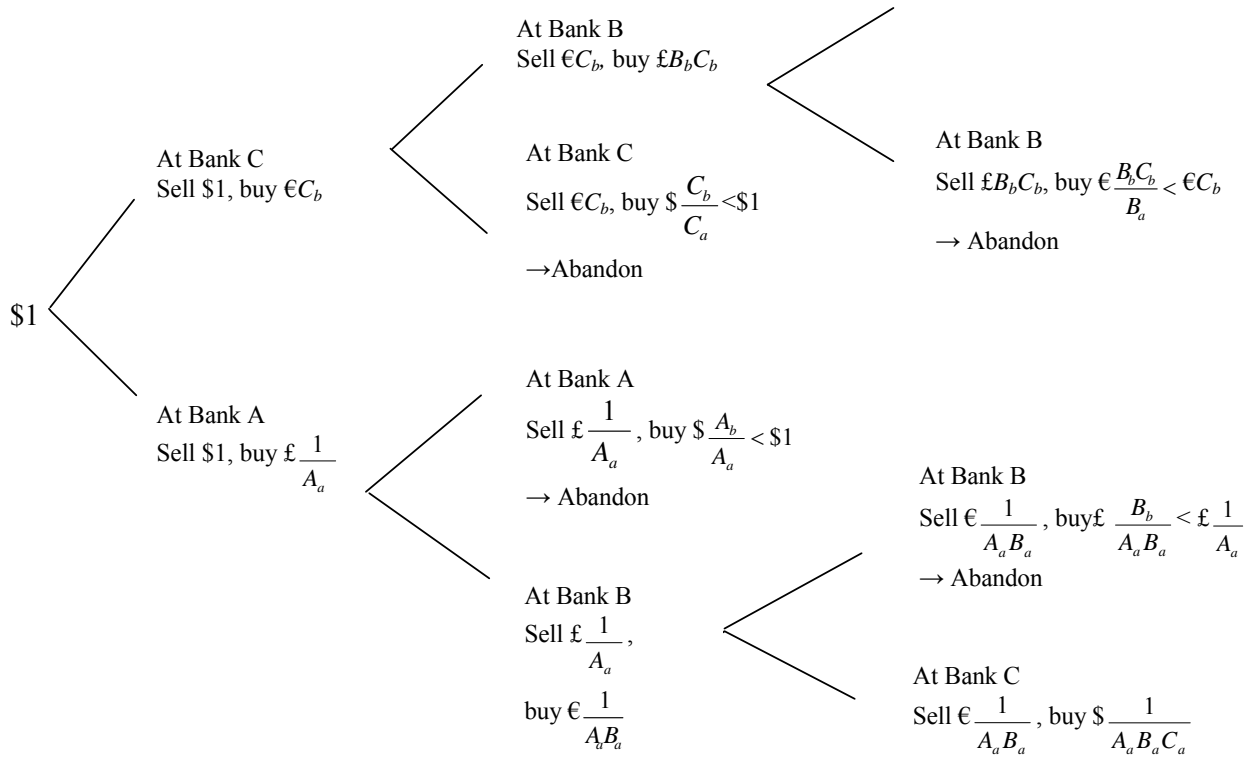 At Bank B
Sell €C_b, buy £B_bC_b
At Bank C
Sell $1, buy €C_b
At Bank C
Sell €C_b, buy $ C_b/C_a <$1
→Abandon
At Bank B
Sell £B_bC_b, buy € B_bC_b/B_a < €C_b
→ Abandon
$1
At Bank A
Sell $1, buy £ 1/A_a
At Bank A
Sell £ 1/A_a , buy $ A_b/A_a < $1
→ Abandon
At Bank B
Sell £ 1/A_a ,
buy € 1/A_aB_a
At Bank B
Sell € 1/A_aB_a , buy£ B_b/A_aB_a < £ 1/A_a
→ Abandon
At Bank C
Sell € 1/A_aB_a , buy $ 1/A_aB_aC_a